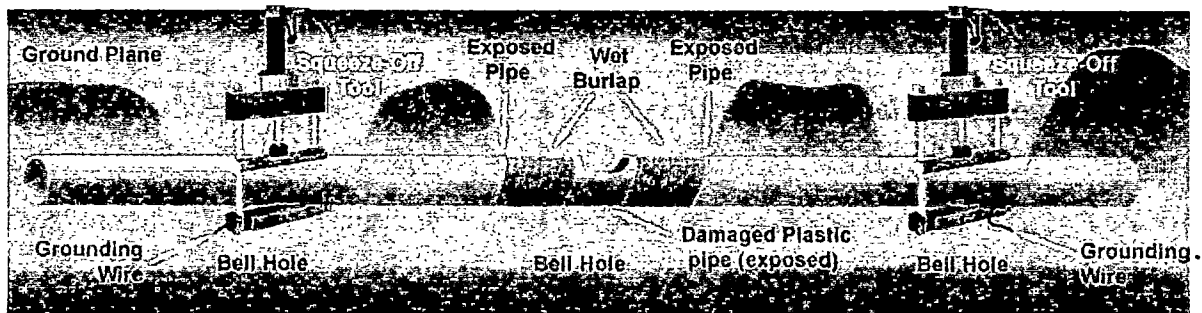 Ground Plane
Squeeze-Off
Tool
Exposed
Pipe
Wet
Burlap
Exposed
Pipe
Squeeze-Off
Tool
Grounding
Wire
Bell Hole
Bell Hole
Damaged Plastic
pipe (exposed)
Bell Hole
Grounding
Wire